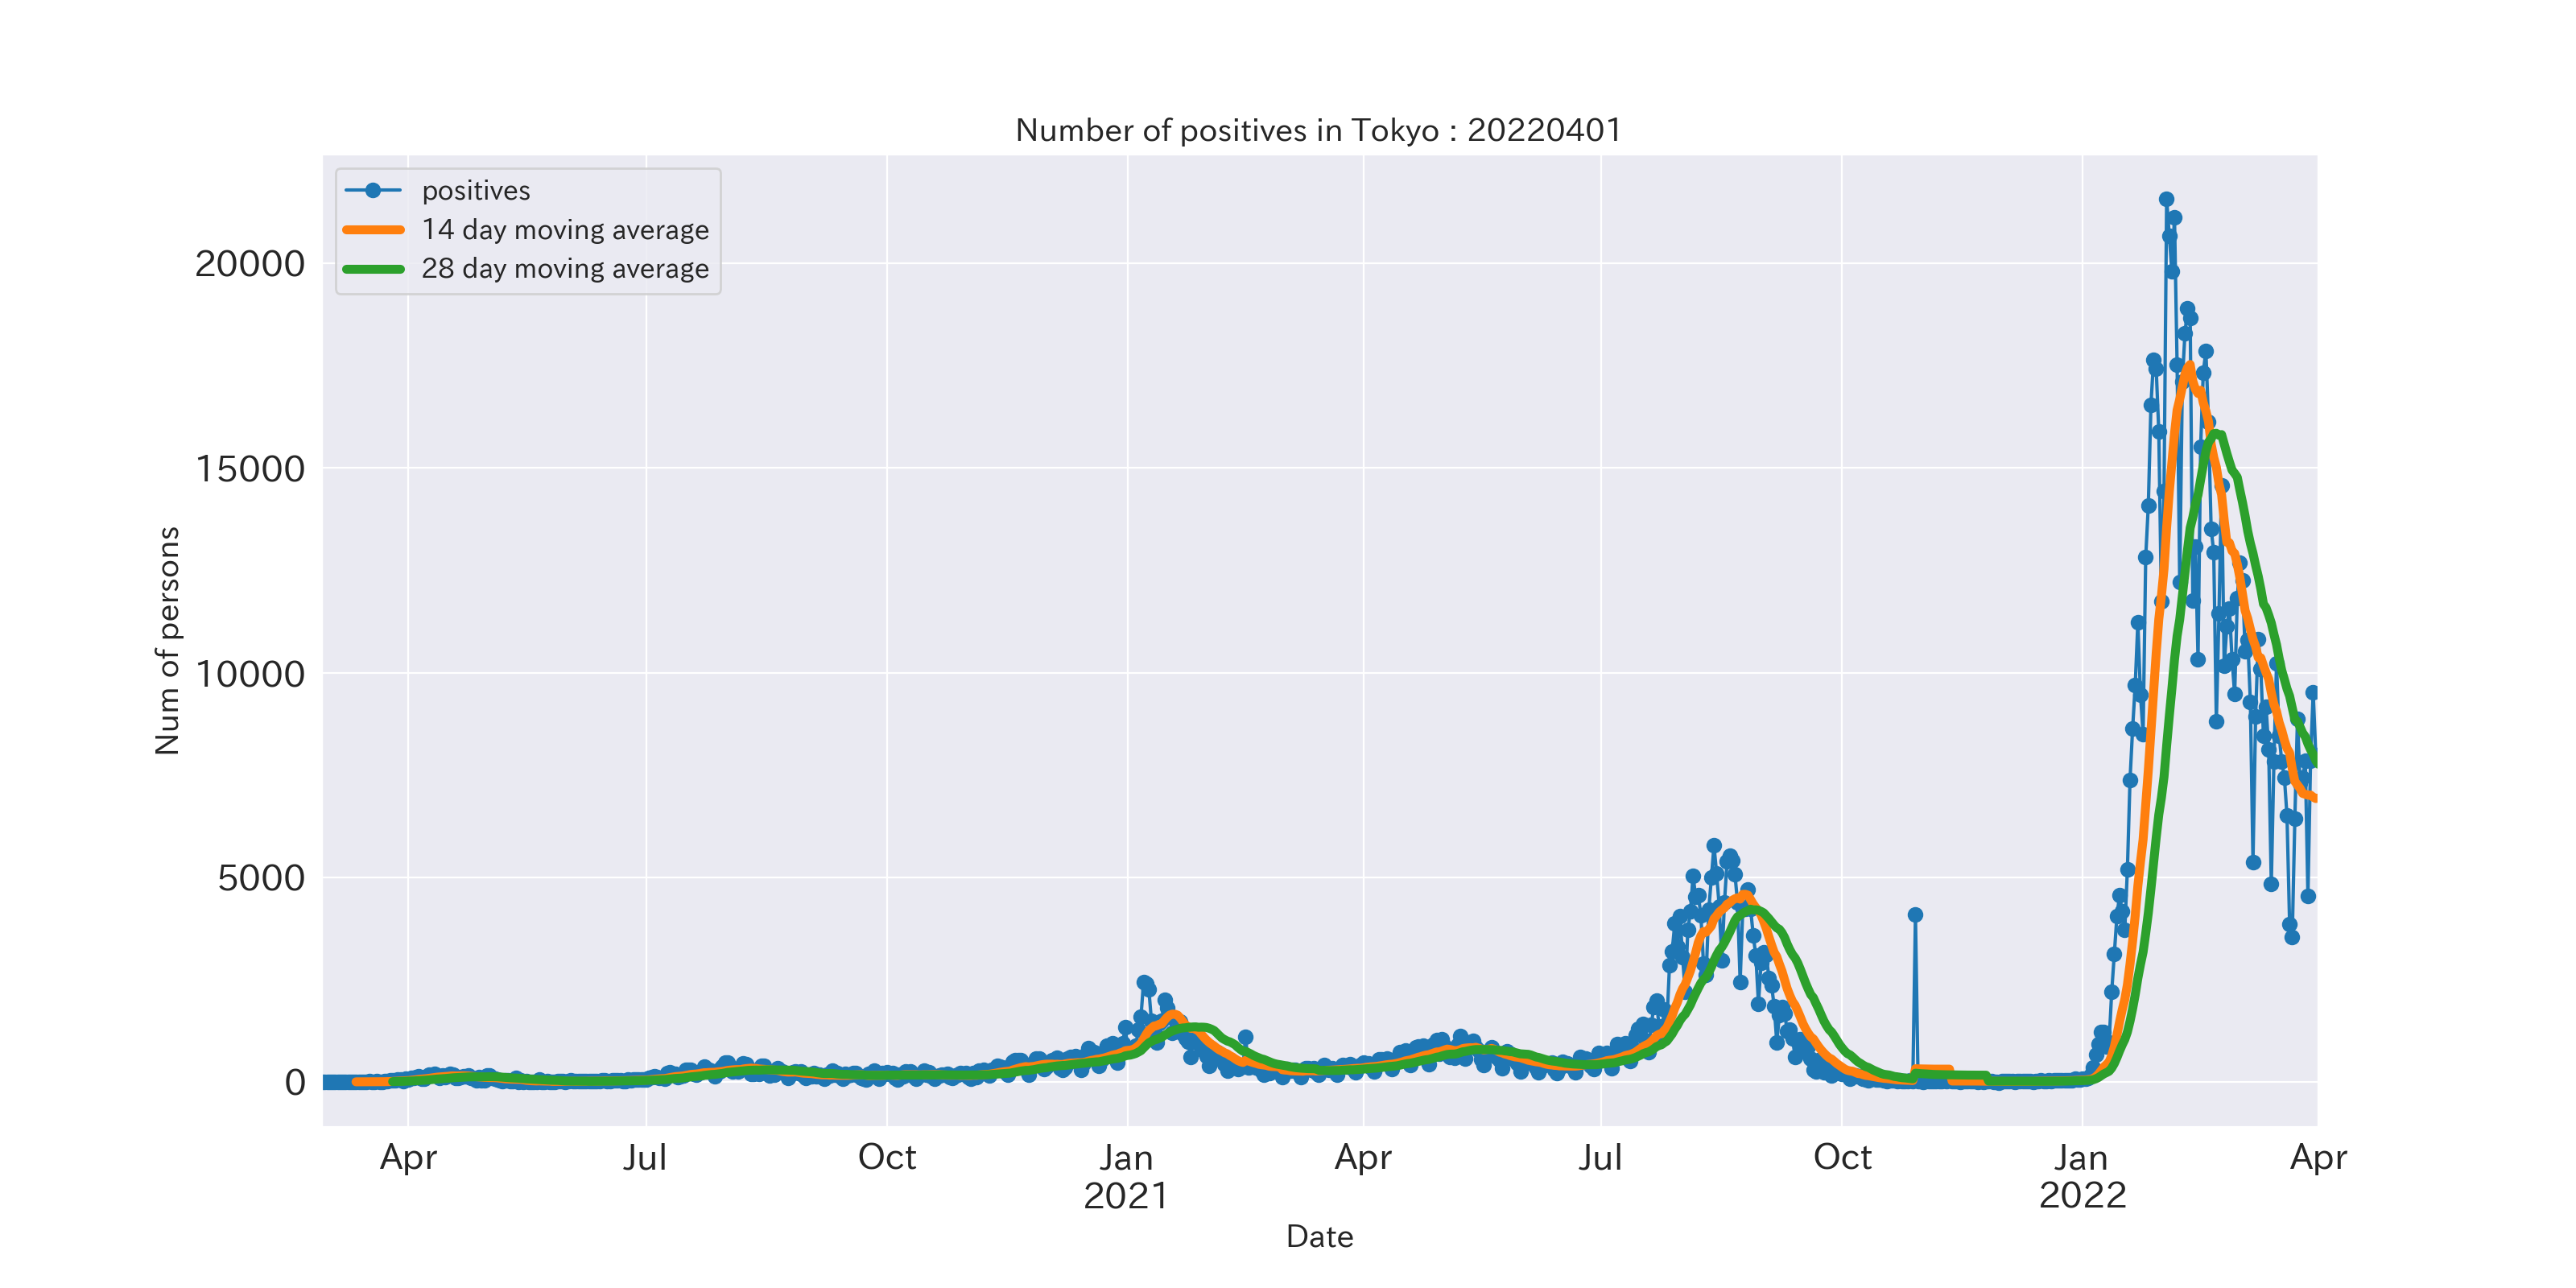 Number of positives in Tokyo : 20220401
positives
14 day moving average
28 day moving average
20000
15000
10000
5000
0
Num of persons
Apr Jul Oct Jan Apr Jul Oct Jan Apr
2021 2022
Date